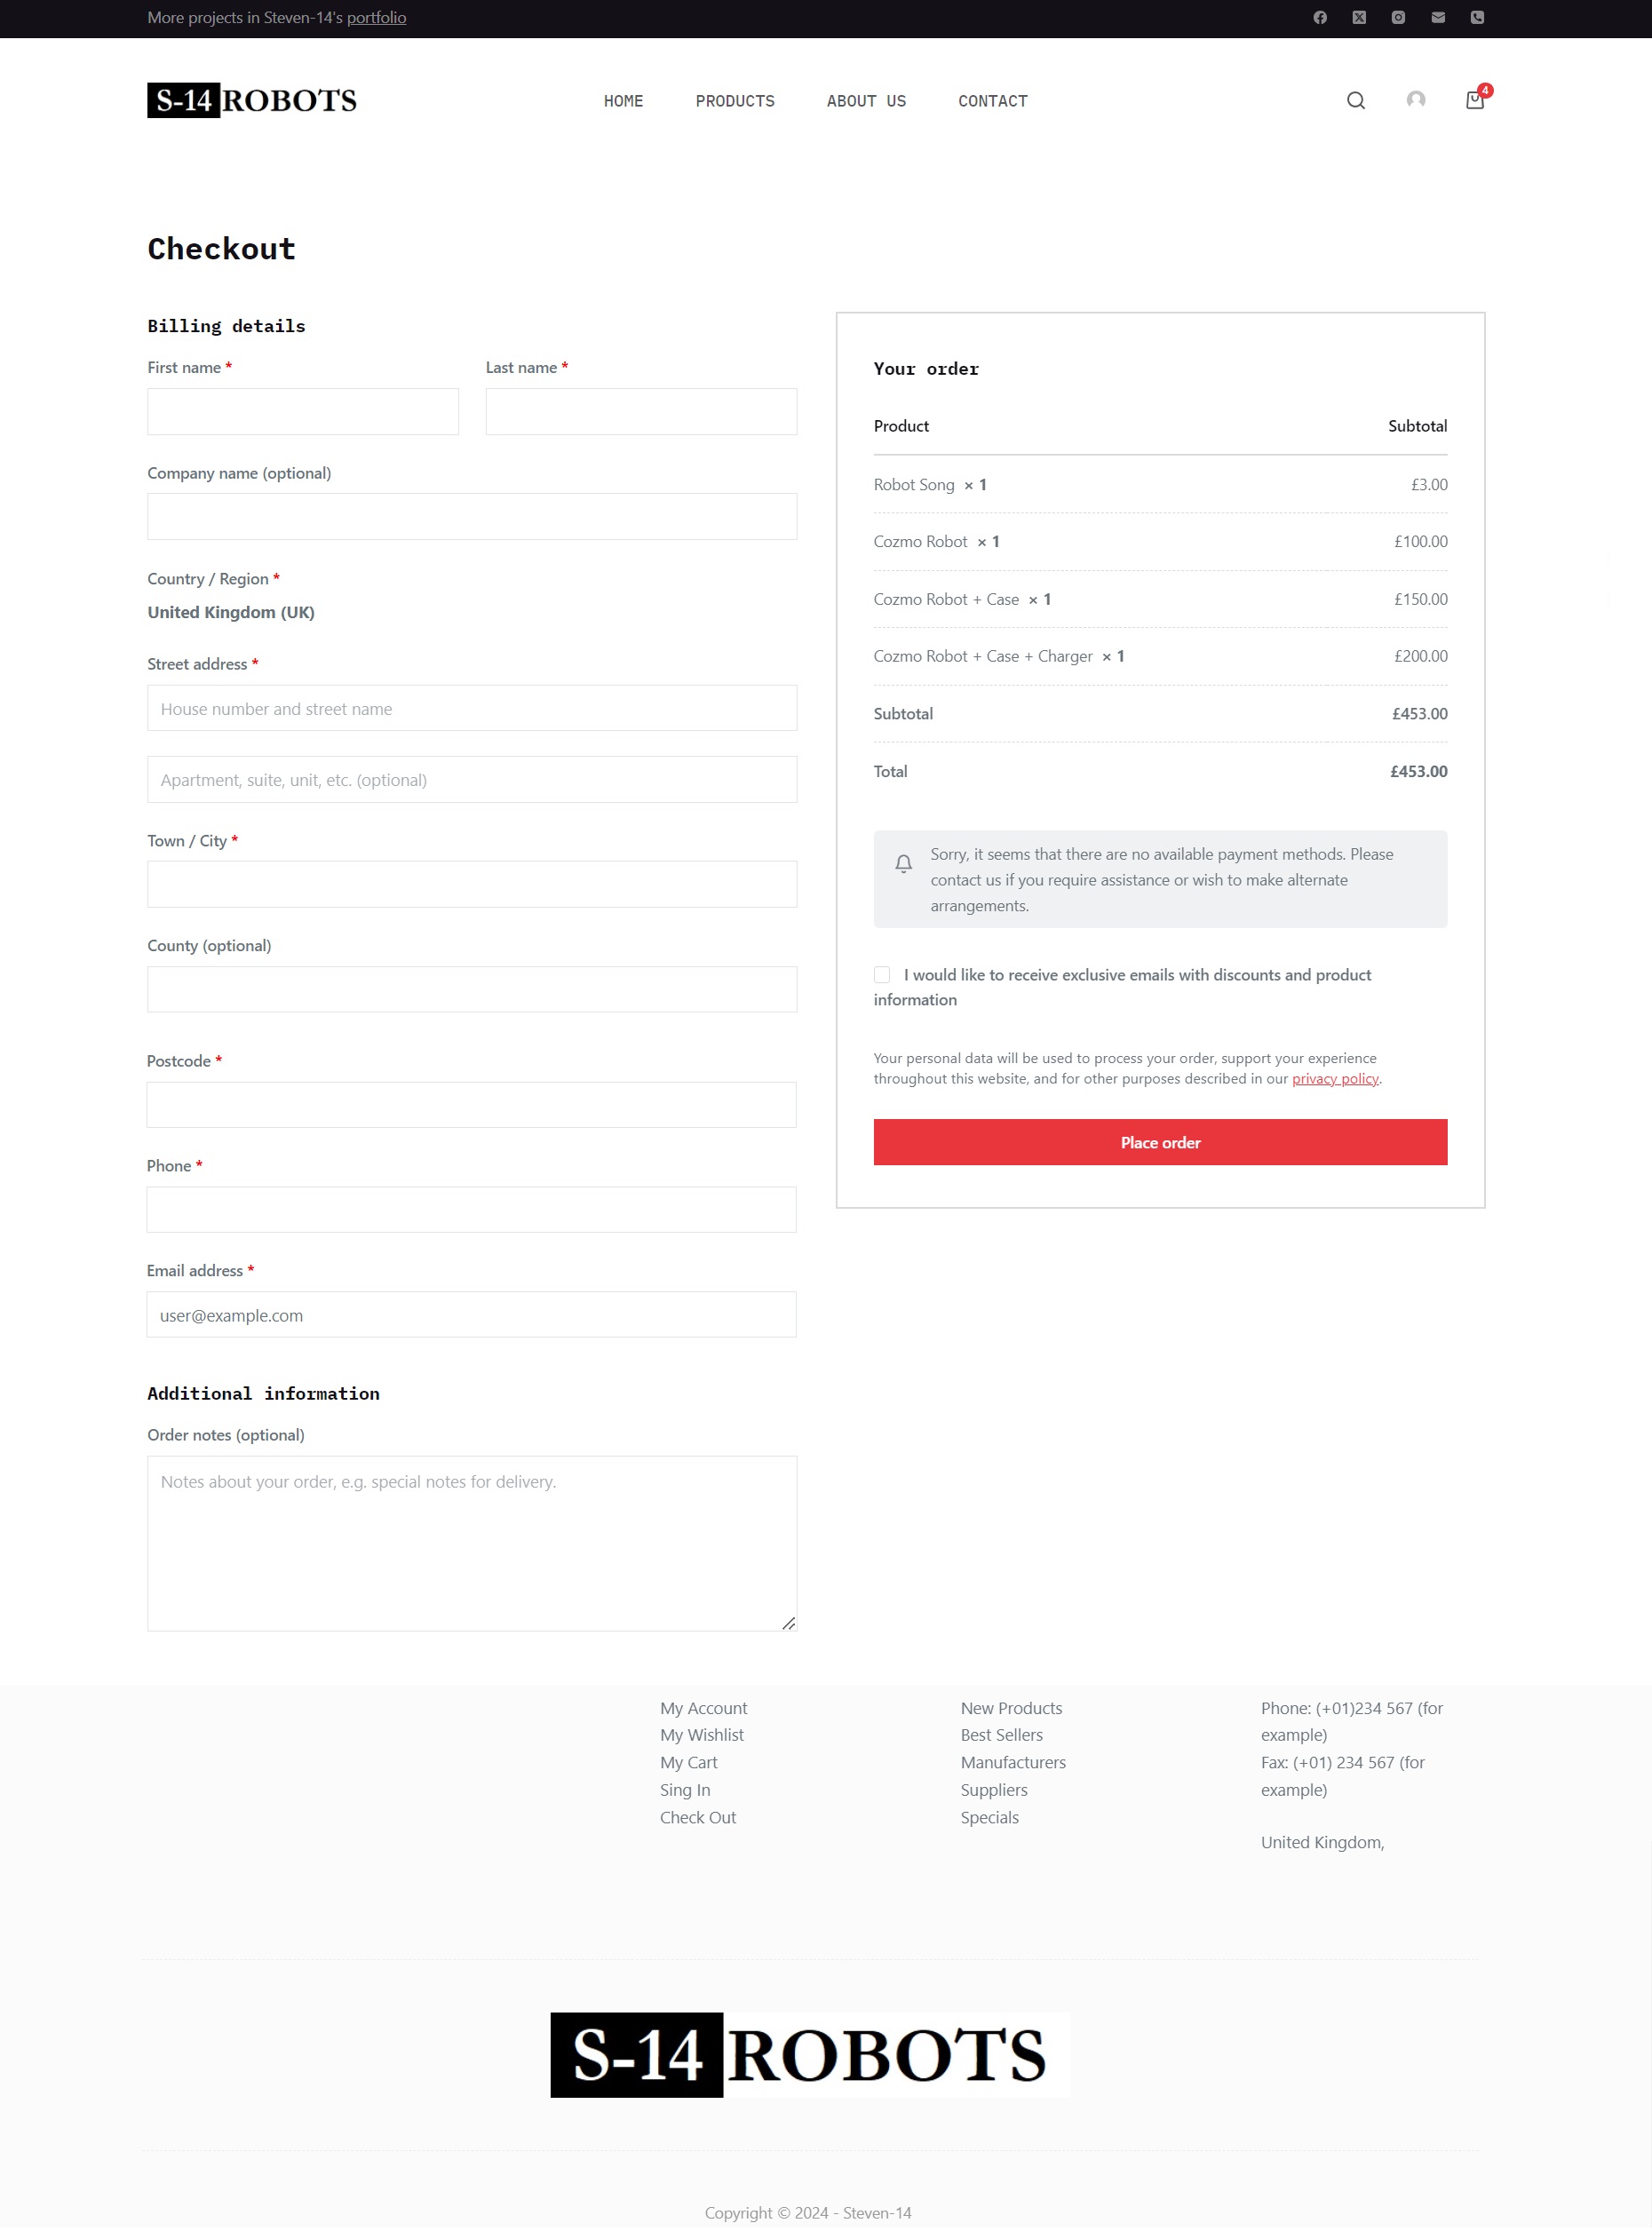 More projects in Steven-14's portfolio
S-14 ROBOTS
HOME PRODUCTS ABOUT US CONTACT
4
Checkout
Billing details
First name * Last name *
Company name (optional)
Country / Region *
United Kingdom (UK)
Street address *
House number and street name
Apartment, suite, unit, etc. (optional)
Town / City *
County (optional)
Postcode *
Phone *
Email address *
user@example.com
Additional information
Order notes (optional)
Notes about your order, e.g. special notes for delivery.
Your order
Product Subtotal
Robot Song × 1 £3.00
Cozmo Robot × 1 £100.00
Cozmo Robot + Case × 1 £150.00
Cozmo Robot + Case + Charger × 1 £200.00
Subtotal £453.00
Total £453.00
Sorry, it seems that there are no available payment methods. Please
contact us if you require assistance or wish to make alternate
arrangements.
I would like to receive exclusive emails with discounts and product
information
Your personal data will be used to process your order, support your experience
throughout this website, and for other purposes described in our privacy policy.
Place order
My Account
My Wishlist
My Cart
Sing In
Check Out
New Products
Best Sellers
Manufacturers
Suppliers
Specials
Phone: (+01)234 567 (for
example)
Fax: (+01) 234 567 (for
example)
United Kingdom,
S-14 ROBOTS
Copyright © 2024 - Steven-14